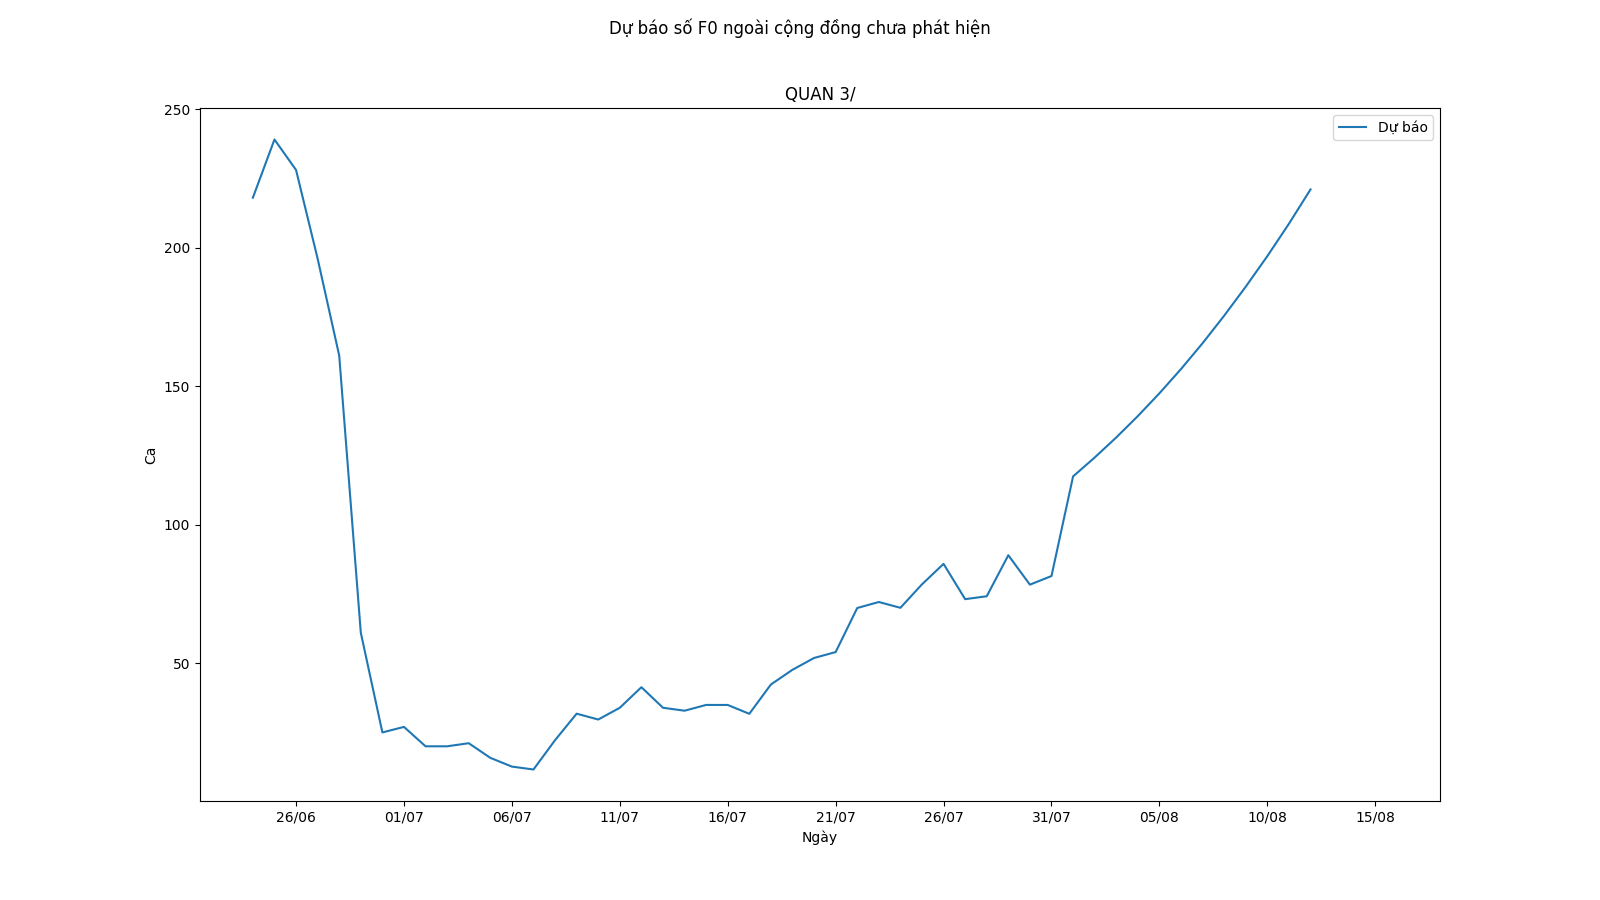 Dự báo số F0 ngoài cộng đồng chưa phát hiện
QUAN 3/
Dự báo
250
200
150
100
50
Ca
26/06 01/07 06/07 11/07 16/07 21/07 26/07 31/07 05/08 10/08 15/08
Ngày